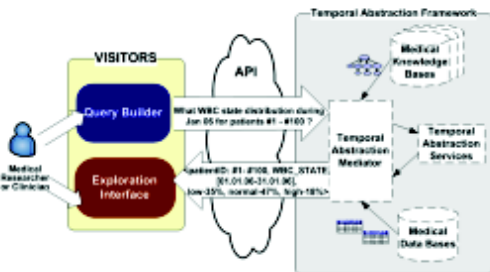 Temporal Abstraction Framework
VISITORS
API
Medical
Knowledge
Bases
Query Builder
What WBC state distribution during
Jan 05 for patients #1 - #100 ?
Temporal
Abstraction
Mediator
Temporal
Abstraction
Services
Medical
Researcher
or Clinician
Exploration
Interface
<patientID: #1- #100, WBC_STATE,
[01.01.05-31.01.05],
low-35%, normal-47%, high-18%>
Medical
Data Bases